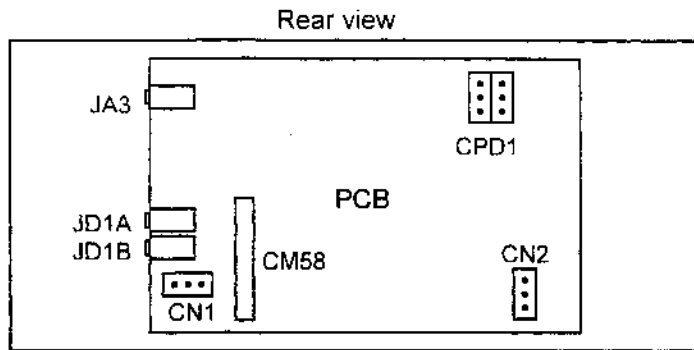 Rear view
JA3
CPD1
PCB
JD1A
JD1B
CM58
CN2
CN1